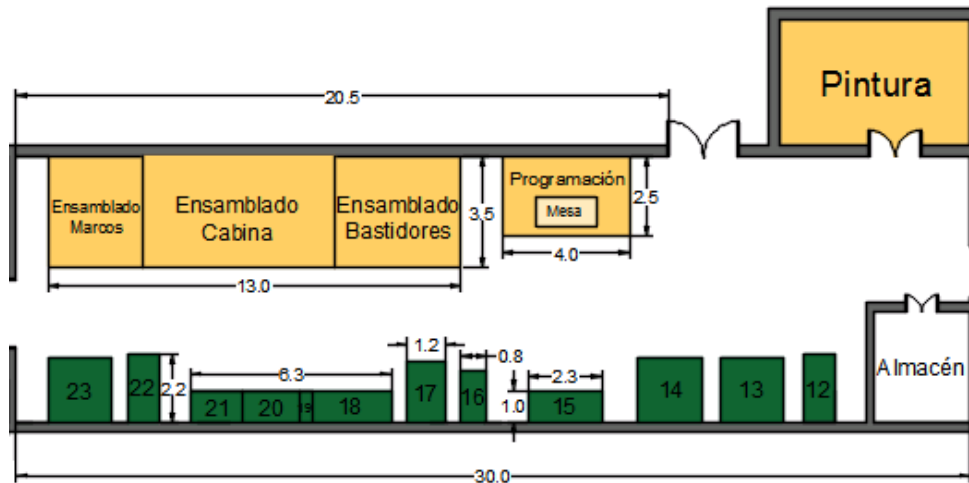 Pintura
20.5
Programación
Mesa
2.5
4.0
Ensamblado
Marcos
Ensamblado
Cabina
Ensamblado
Bastidores
3.5
13.0
Almacén
23
22
2.2
6.3
21
20
19
18
1.2
17
0.8
16
2.3
1.0
15
14
13
12
30.0